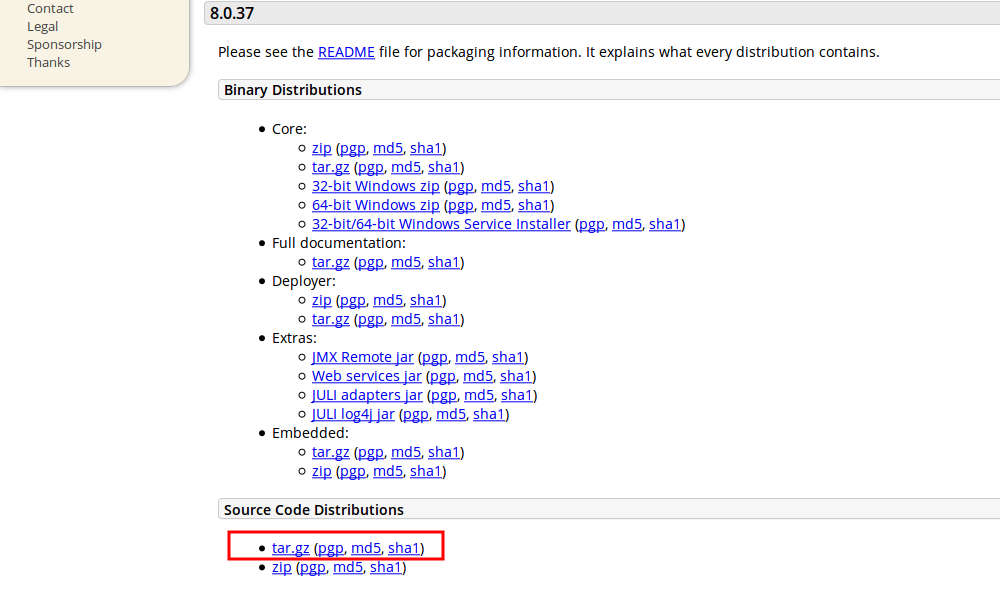 Contact
Legal
Sponsorship
Thanks
8.0.37
Please see the README file for packaging information. It explains what every distribution contains.
Binary Distributions
Core:
zip (pgp, md5, sha1)
tar.gz (pgp, md5, sha1)
32-bit Windows zip (pgp, md5, sha1)
64-bit Windows zip (pgp, md5, sha1)
32-bit/64-bit Windows Service Installer (pgp, md5, sha1)
Full documentation:
tar.gz (pgp, md5, sha1)
Deployer:
zip (pgp, md5, sha1)
tar.gz (pgp, md5, sha1)
Extras:
JMX Remote jar (pgp, md5, sha1)
Web services jar (pgp, md5, sha1)
JULI adapters jar (pgp, md5, sha1)
JULI log4j jar (pgp, md5, sha1)
Embedded:
tar.gz (pgp, md5, sha1)
zip (pgp, md5, sha1)
Source Code Distributions
tar.gz (pgp, md5, sha1)
zip (pgp, md5, sha1)